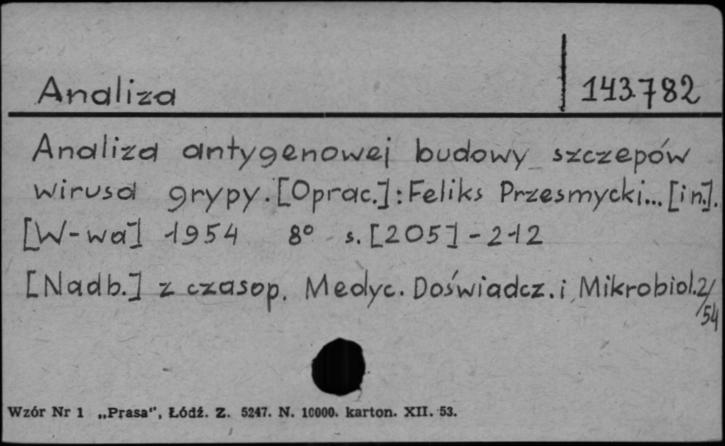 Analiza 143782
Analiza antygenowej budowy szczepów
wirusa grypy. [Oprac.]: Feliks Przesmycki... [in.].
[W-wa] 1954 8° s. [205] - 212
[Nadb.] z czasop. Medyc. Doświadcz. i Mikrobiol. 2/54
Wzór Nr 1 „Prasa“, Łódź. Z. 5247. N. 10000. karton. XII. 53.